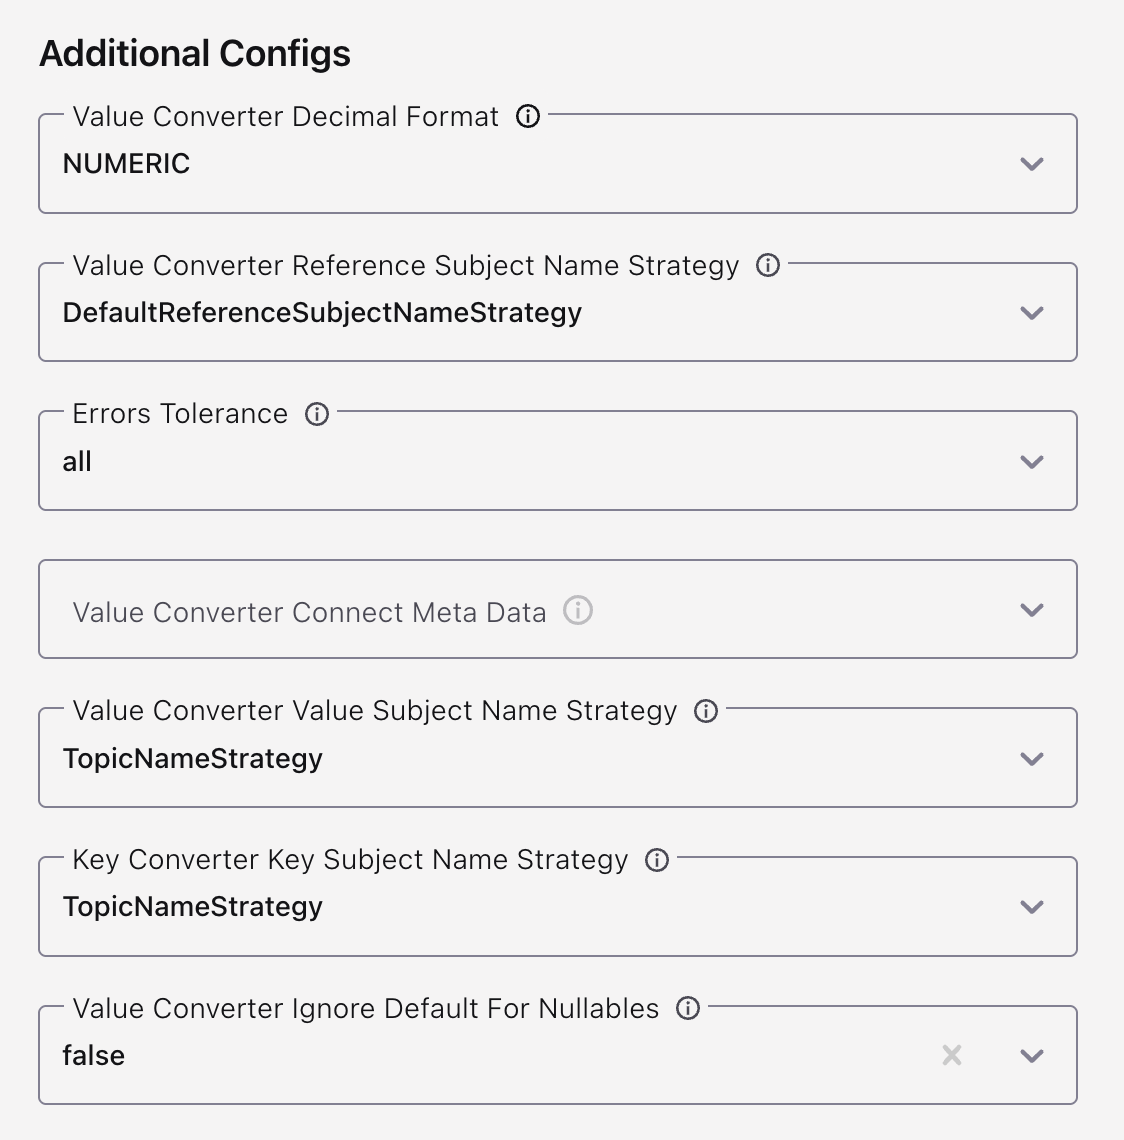 Additional Configs
Value Converter Decimal Format
NUMERIC
Value Converter Reference Subject Name Strategy
DefaultReferenceSubjectNameStrategy
Errors Tolerance
all
Value Converter Connect Meta Data
Value Converter Value Subject Name Strategy
TopicNameStrategy
Key Converter Key Subject Name Strategy
TopicNameStrategy
Value Converter Ignore Default For Nullables
false